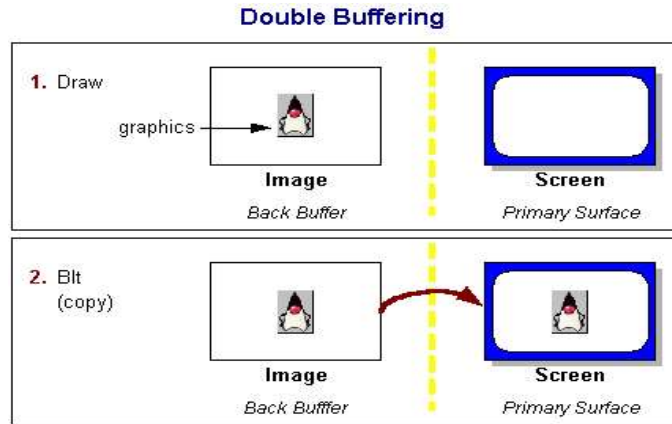 Double Buffering
1. Draw
graphics
Image
Screen
Back Buffer
Primary Surface
2. Blt
(copy)
Image
Screen
Back Bufffer
Primary Surface